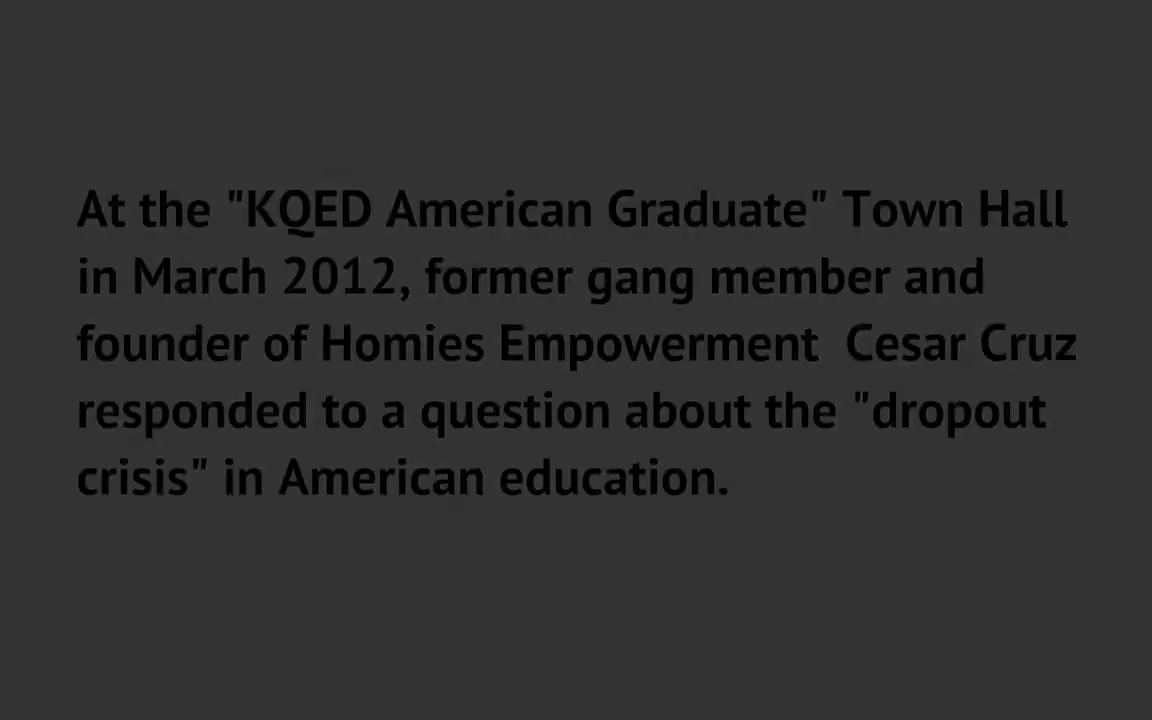 At the "KQED American Graduate" Town Hall
in March 2012, former gang member and
founder of Homies Empowerment  Cesar Cruz
responded to a question about the "dropout
crisis" in American education.